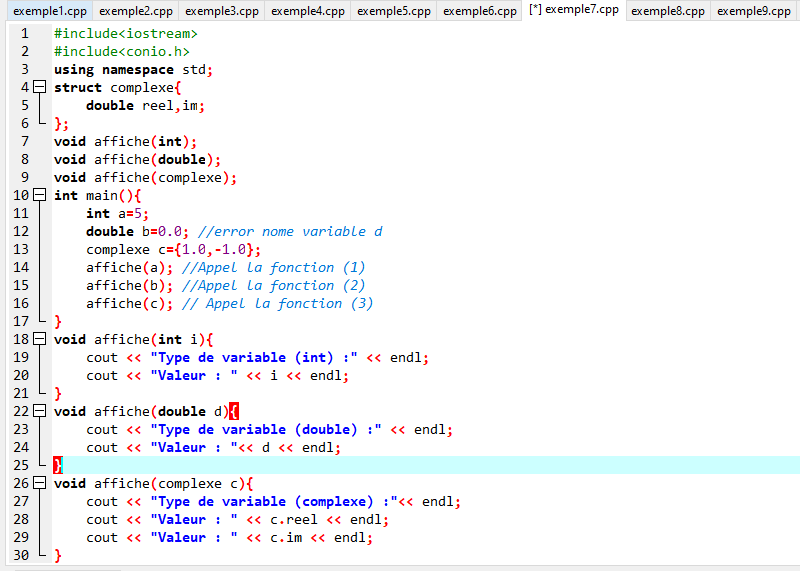 exemple1.cpp exemple2.cpp exemple3.cpp exemple4.cpp exemple5.cpp exemple6.cpp [*] exemple7.cpp exemple8.cpp exemple9.cpp
1 #include<iostream>
2 #include<conio.h>
3 using namespace std;
4 struct complexe{
5 double reel,im;
6 };
7 void affiche(int);
8 void affiche(double);
9 void affiche(complexe);
10 int main(){
11 int a=5;
12 double b=0.0; //error nome variable d
13 complexe c={1.0,-1.0};
14 affiche(a); //Appel la fonction (1)
15 affiche(b); //Appel la fonction (2)
16 affiche(c); // Appel la fonction (3)
17 }
18 void affiche(int i){
19 cout << "Type de variable (int) :" << endl;
20 cout << "Valeur : " << i << endl;
21 }
22 void affiche(double d){
23 cout << "Type de variable (double) :" << endl;
24 cout << "Valeur : "<< d << endl;
25 }
26 void affiche(complexe c){
27 cout << "Type de variable (complexe) :"<< endl;
28 cout << "Valeur : " << c.reel << endl;
29 cout << "Valeur : " << c.im << endl;
30 }